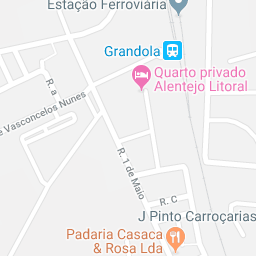 Estação Ferroviária
Grandola
Quarto privado
Alentejo Litoral
R. a
e Vasconcelos Nunes
R. 1 de Maio
R. C
J Pinto Carroçarias
Padaria Casaca
& Rosa Lda